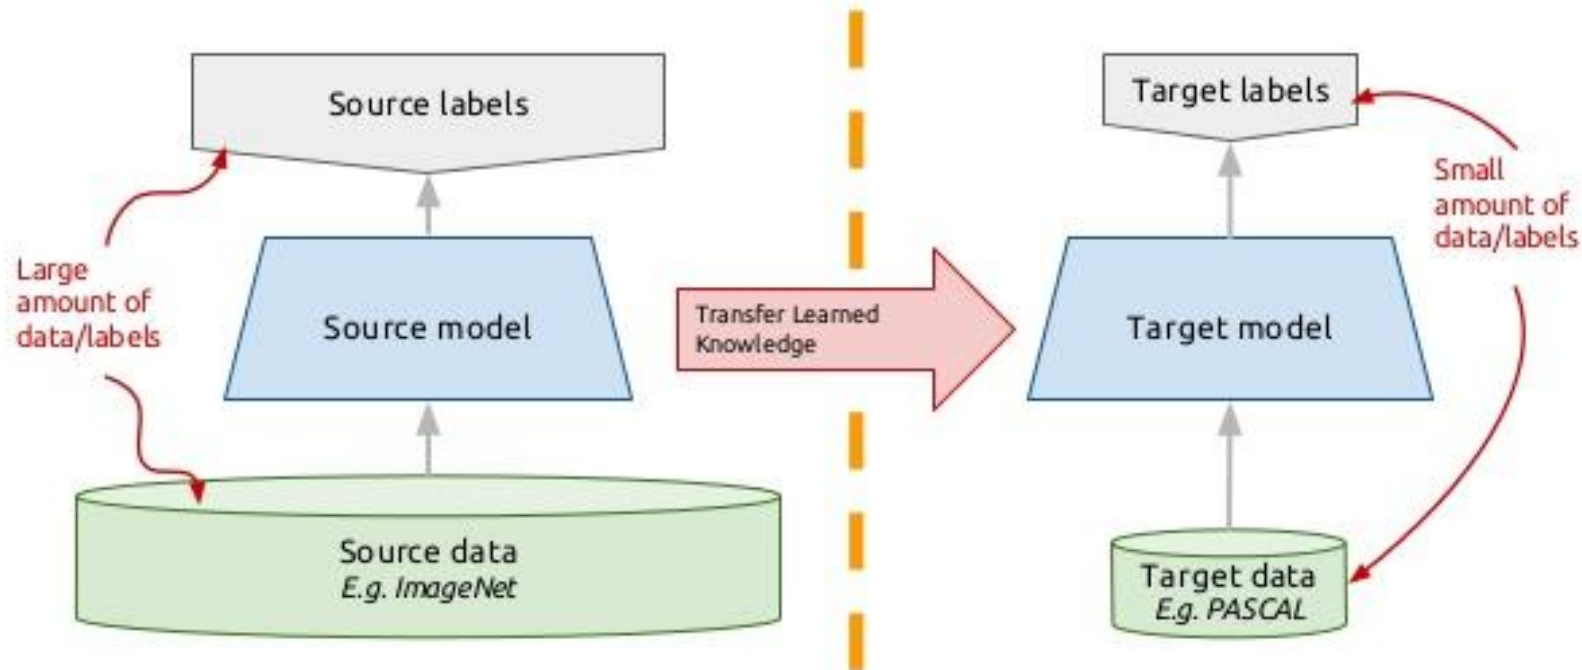 Source labels
Large
amount of
data/labels
Source model
Source data
E.g. ImageNet
Transfer Learned
Knowledge
Target labels
Small
amount of
data/labels
Target model
Target data
E.g. PASCAL